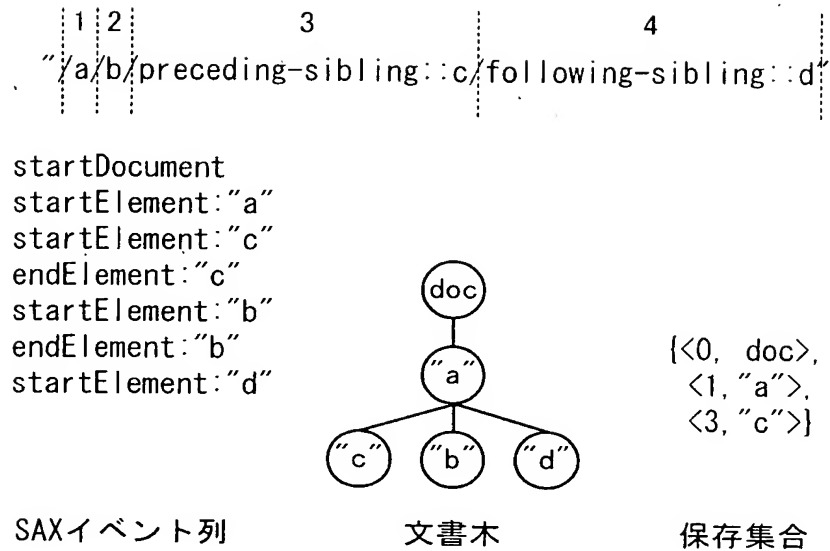 1 2 3 4
"/a/b/preceding-sibling::c/following-sibling::d"
startDocument
startElement:"a"
startElement:"c"
endElement:"c"
startElement:"b"
endElement:"b"
startElement:"d"
doc
"a"
"c" "b" "d"
{<0, doc>,
<1,"a">,
<3,"c">}
SAXイベント列 文書木 保存集合